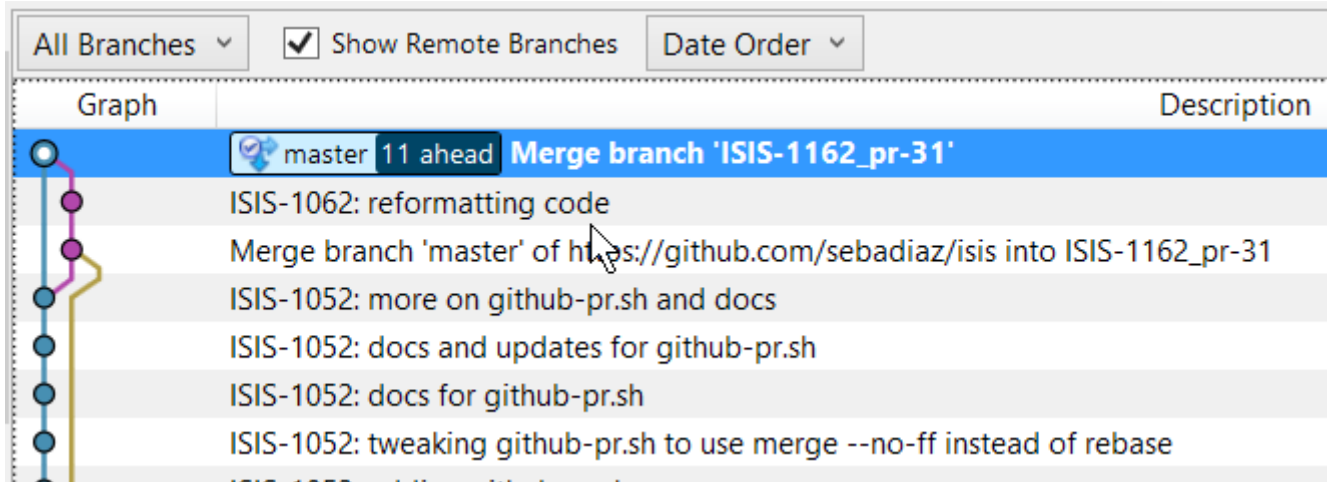 All Branches Show Remote Branches Date Order
Graph Description
master 11 ahead Merge branch 'ISIS-1162_pr-31'
ISIS-1062: reformatting code
Merge branch 'master' of https://github.com/sebadiaz/isis into ISIS-1162_pr-31
ISIS-1052: more on github-pr.sh and docs
ISIS-1052: docs and updates for github-pr.sh
ISIS-1052: docs for github-pr.sh
ISIS-1052: tweaking github-pr.sh to use merge --no-ff instead of rebase